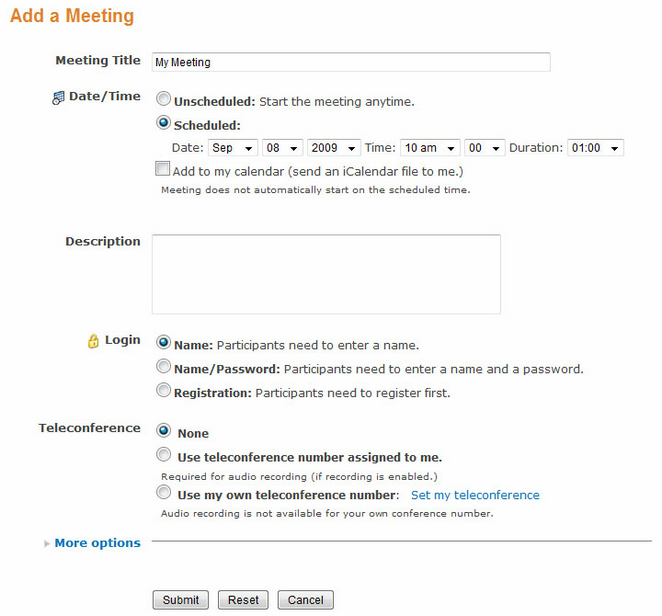 Add a Meeting
Meeting Title My Meeting
Date/Time Unscheduled: Start the meeting anytime.
Scheduled:
Date: Sep 08 2009 Time: 10 am 00 Duration: 01:00
Add to my calendar (send an iCalendar file to me.)
Meeting does not automatically start on the scheduled time.
Description
Login Name: Participants need to enter a name.
Name/Password: Participants need to enter a name and a password.
Registration: Participants need to register first.
Teleconference None
Use teleconference number assigned to me.
Required for audio recording (if recording is enabled.)
Use my own teleconference number: Set my teleconference
Audio recording is not available for your own conference number.
More options
Submit Reset Cancel